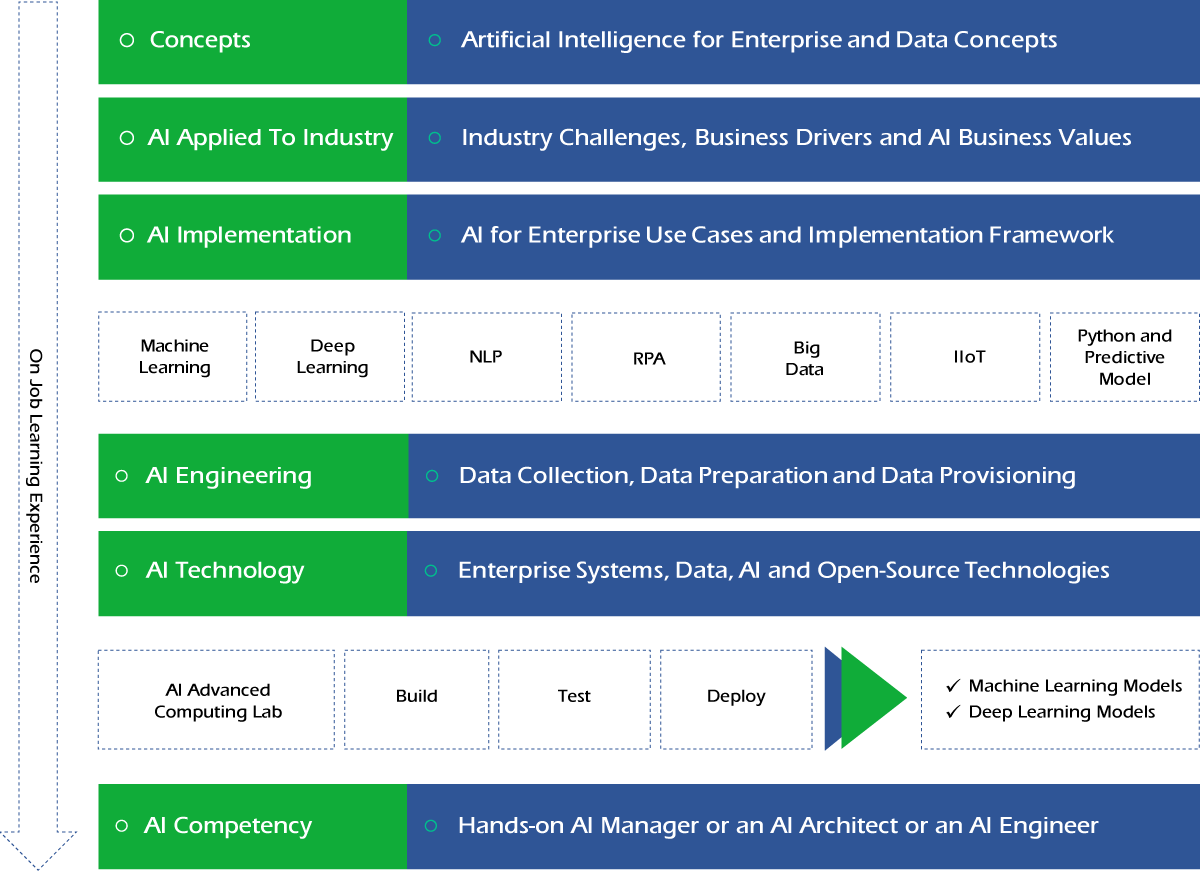 Concepts
Artificial Intelligence for Enterprise and Data Concepts
AI Applied To Industry
Industry Challenges, Business Drivers and AI Business Values
AI Implementation
AI for Enterprise Use Cases and Implementation Framework
Machine
Learning
Deep
Learning
NLP
RPA
Big
Data
IIoT
Python and
Predictive
Model
On Job Learning Experience
AI Engineering
Data Collection, Data Preparation and Data Provisioning
AI Technology
Enterprise Systems, Data, AI and Open-Source Technologies
AI Advanced
Computing Lab
Build
Test
Deploy
✓ Machine Learning Models
✓ Deep Learning Models
AI Competency
Hands-on AI Manager or an AI Architect or an AI Engineer